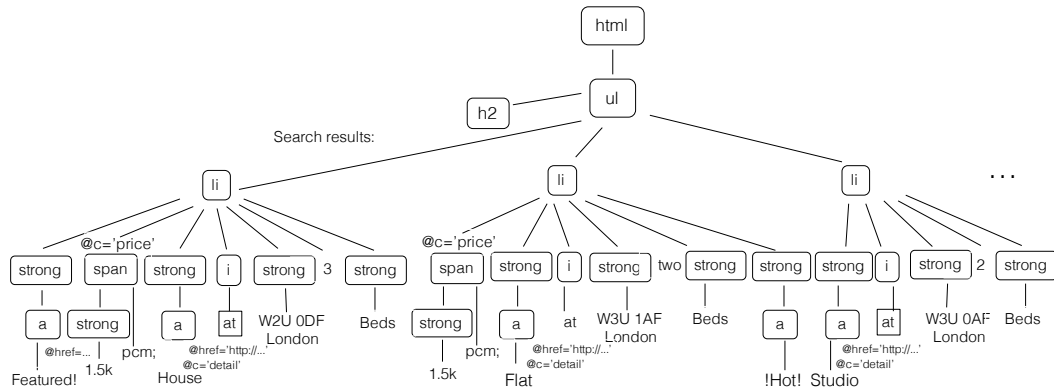 html
ul
h2
Search results:
li li li ...
@c='price' @c='price'
strong span strong i strong 3 strong span strong i strong two strong strong strong i strong 2 strong
a strong a at W2U 0DF Beds strong a at W3U 1AF Beds a a at W3U 0AF Beds
London London London
@href=... pcm; @href='http://...' pcm; @href='http://...' @href='http://...'
1.5k @c='detail' 1.5k @c='detail' @c='detail'
Featured! House Flat !Hot! Studio